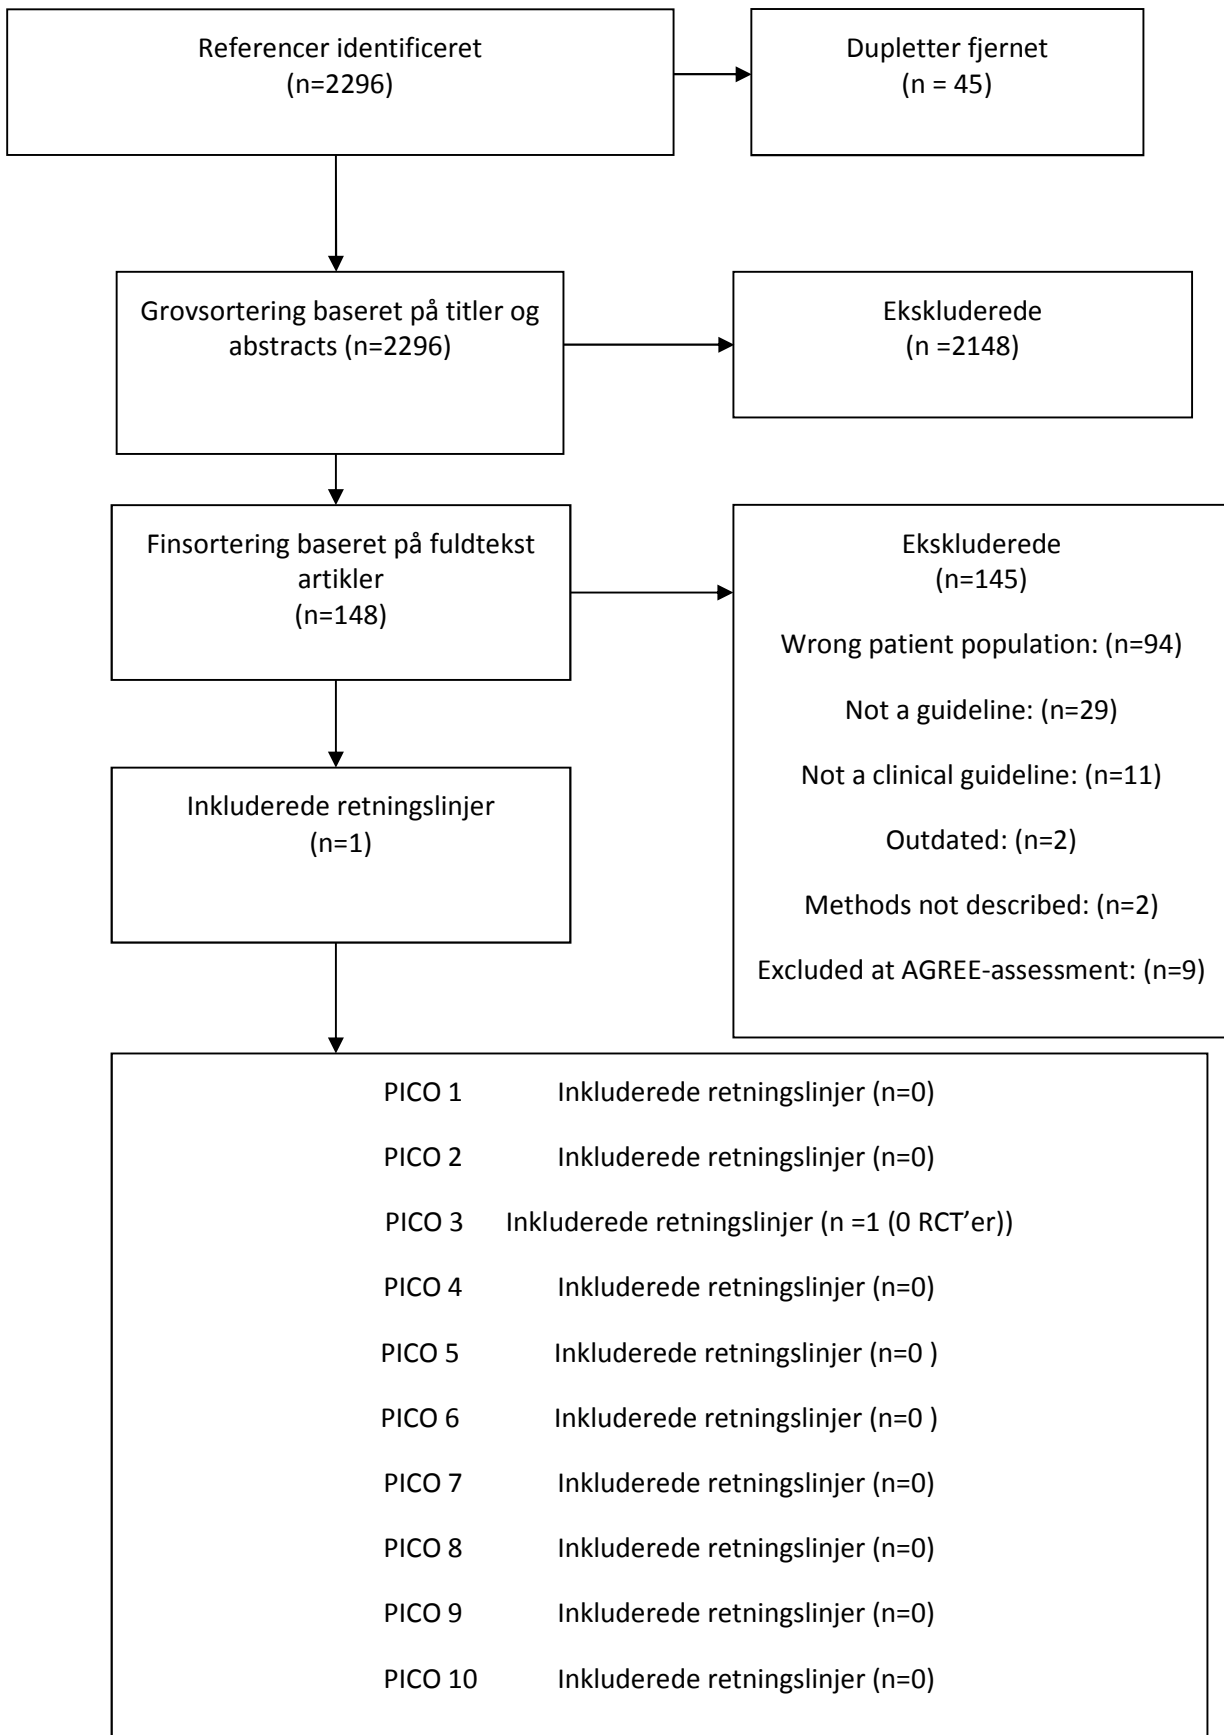 Referencer identificeret
(n=2296)
Dupletter fjernet
(n = 45)
Grovsortering baseret på titler og
abstracts (n=2296)
Ekskluderede
(n =2148)
Finsortering baseret på fuldtekst
artikler
(n=148)
Ekskluderede
(n=145)
Wrong patient population: (n=94)
Not a guideline: (n=29)
Not a clinical guideline: (n=11)
Outdated: (n=2)
Methods not described: (n=2)
Excluded at AGREE-assessment: (n=9)
Inkluderede retningslinjer
(n=1)
PICO 1 Inkluderede retningslinjer (n=0)
PICO 2 Inkluderede retningslinjer (n=0)
PICO 3 Inkluderede retningslinjer (n =1 (0 RCT’er))
PICO 4 Inkluderede retningslinjer (n=0)
PICO 5 Inkluderede retningslinjer (n=0 )
PICO 6 Inkluderede retningslinjer (n=0 )
PICO 7 Inkluderede retningslinjer (n=0)
PICO 8 Inkluderede retningslinjer (n=0)
PICO 9 Inkluderede retningslinjer (n=0)
PICO 10 Inkluderede retningslinjer (n=0)